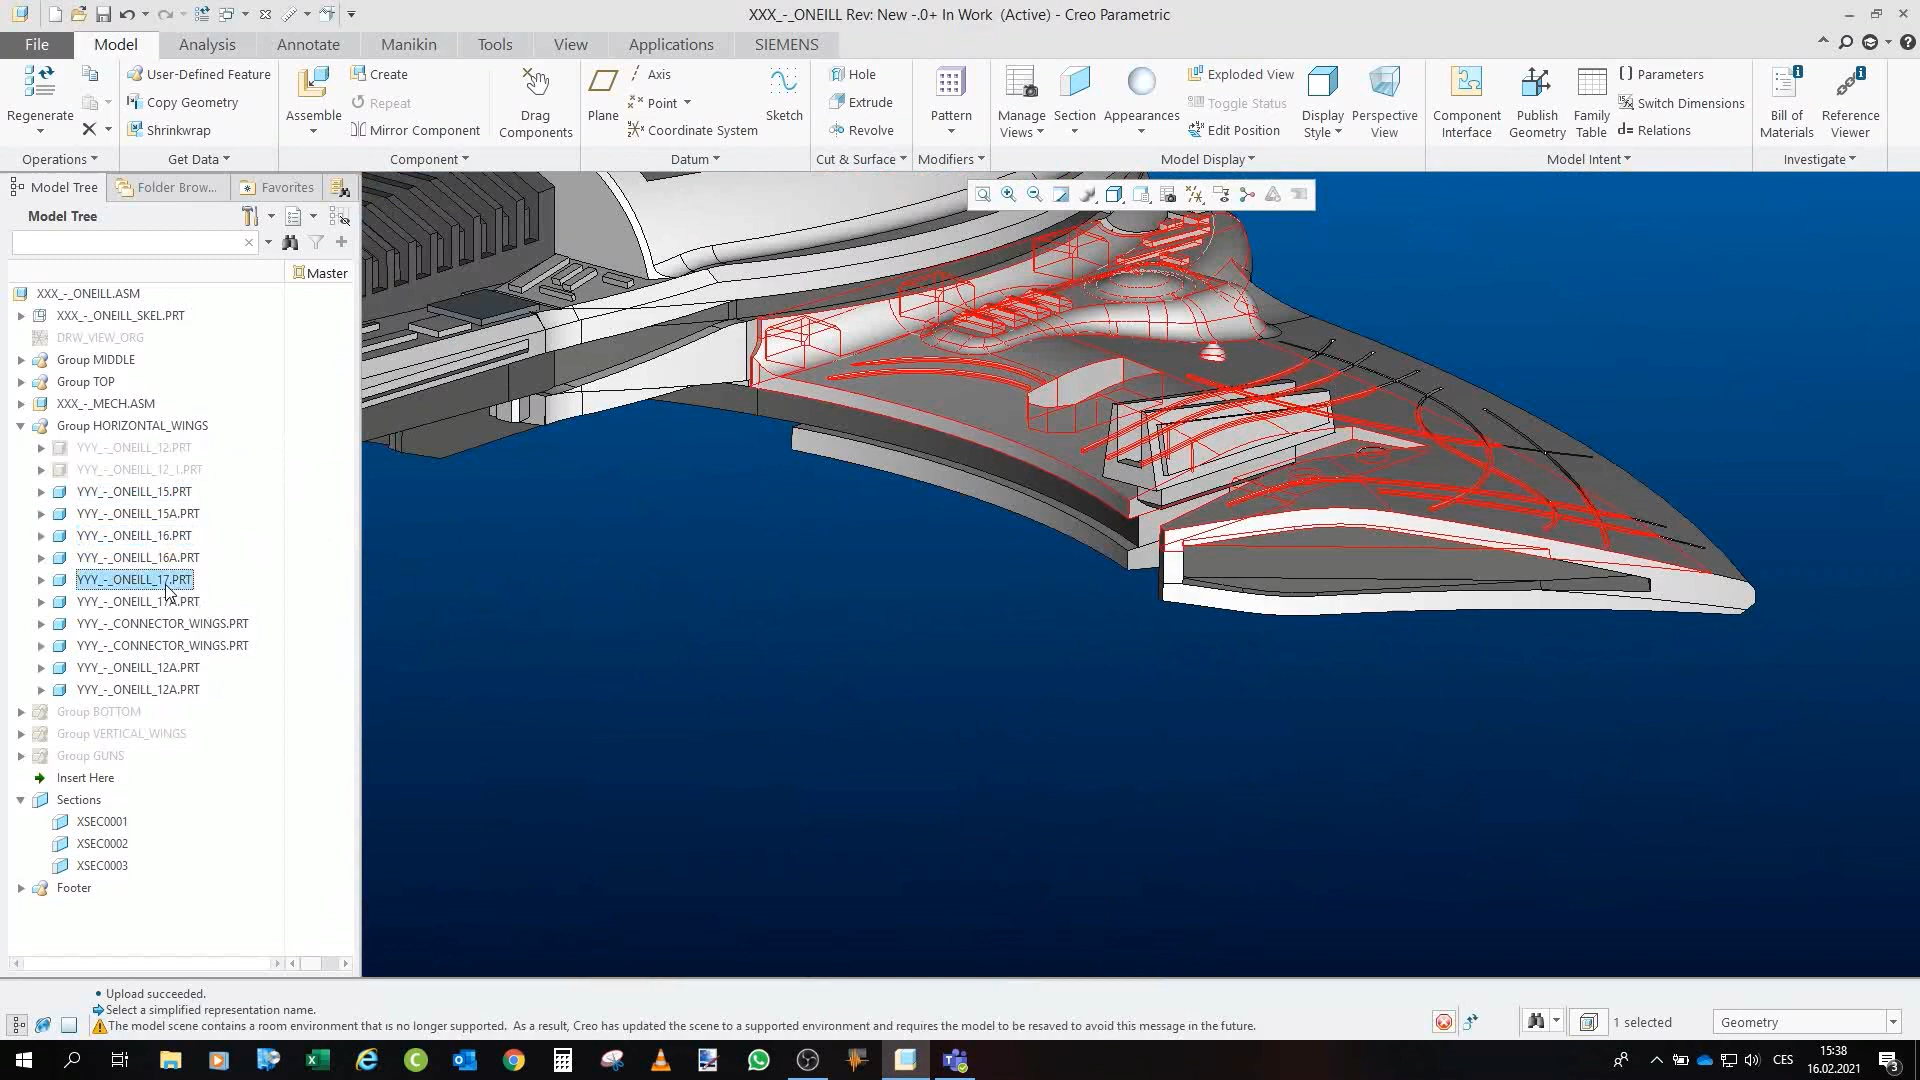 XXX_-_ONEILL Rev: New -.0+ In Work (Active) - Creo Parametric
File Model Analysis Annotate Manikin Tools View Applications SIEMENS
Regenerate
User-Defined Feature
Copy Geometry
Shrinkwrap
Assemble
Create
Repeat
Mirror Component
Drag
Components
Plane
Axis
Point
Coordinate System
Sketch
Hole
Extrude
Revolve
Pattern
Manage
Views
Section
Appearances
Exploded View
Toggle Status
Edit Position
Display
Style
Perspective
View
Component
Interface
Publish
Geometry
Family
Table
Parameters
Switch Dimensions
d= Relations
Bill of
Materials
Reference
Viewer
Operations Get Data Component Datum Cut & Surface Modifiers Model Display Model Intent Investigate
Model Tree Folder Brow... Favorites
Model Tree
Master
XXX_-_ONEILL.ASM
XXX_-_ONEILL_SKEL.PRT
DRW_VIEW_ORG
Group MIDDLE
Group TOP
XXX_-_MECH.ASM
Group HORIZONTAL_WINGS
YYY_-_ONEILL_12.PRT
YYY_-_ONEILL_12_1.PRT
YYY_-_ONEILL_15.PRT
YYY_-_ONEILL_15A.PRT
YYY_-_ONEILL_16.PRT
YYY_-_ONEILL_16A.PRT
YYY_-_ONEILL_17.PRT
YYY_-_ONEILL_17A.PRT
YYY_-_CONNECTOR_WINGS.PRT
YYY_-_CONNECTOR_WINGS.PRT
YYY_-_ONEILL_12A.PRT
YYY_-_ONEILL_12A.PRT
Group BOTTOM
Group VERTICAL_WINGS
Group GUNS
Insert Here
Sections
XSEC0001
XSEC0002
XSEC0003
Footer
• Upload succeeded.
Select a simplified representation name.
The model scene contains a room environment that is no longer supported. As a result, Creo has updated the scene to a supported environment and requires the model to be resaved to avoid this message in the future.
1 selected
Geometry
CES
15:38
16.02.2021
3